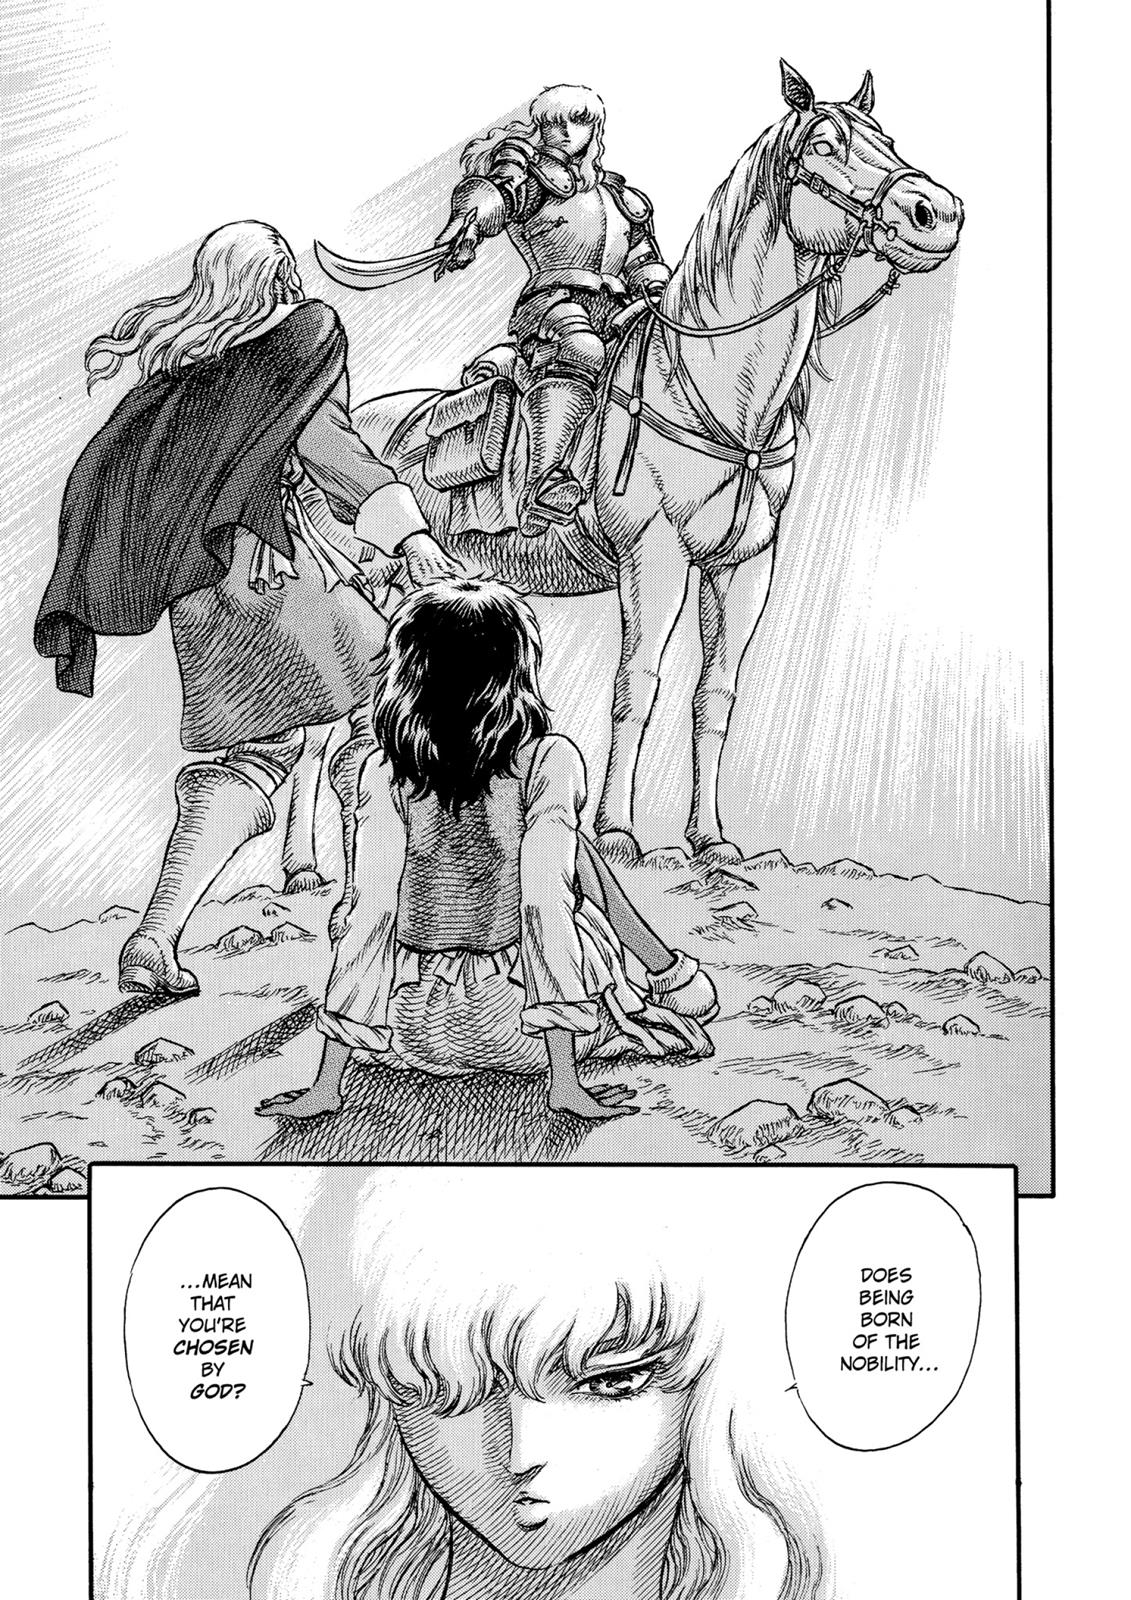 DOES
BEING
BORN
OF THE
NOBILITY...
...MEAN
THAT
YOU'RE
CHOSEN
BY
GOD?